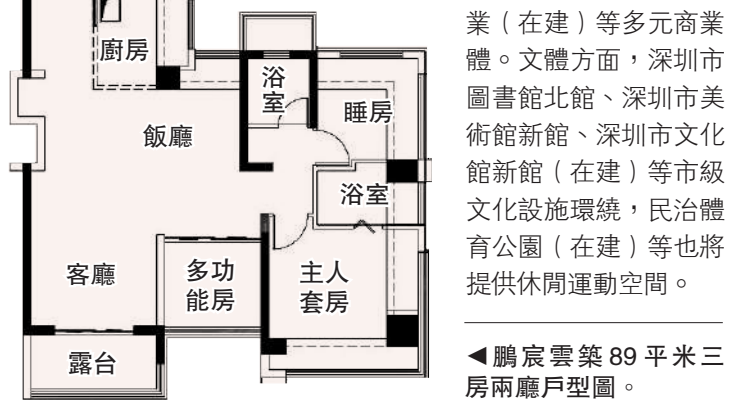 廚房
浴
室
睡房
飯廳
浴室
客廳
多功
能房
主人
套房
露台
業（在建）等多元商業
體。文體方面，深圳市
圖書館北館、深圳市美
術館新館、深圳市文化
館新館（在建）等市級
文化設施環繞，民治體
育公園（在建）等也將
提供休閒運動空間。
◀鵬宸雲築89平米三
房兩廳戶型圖。